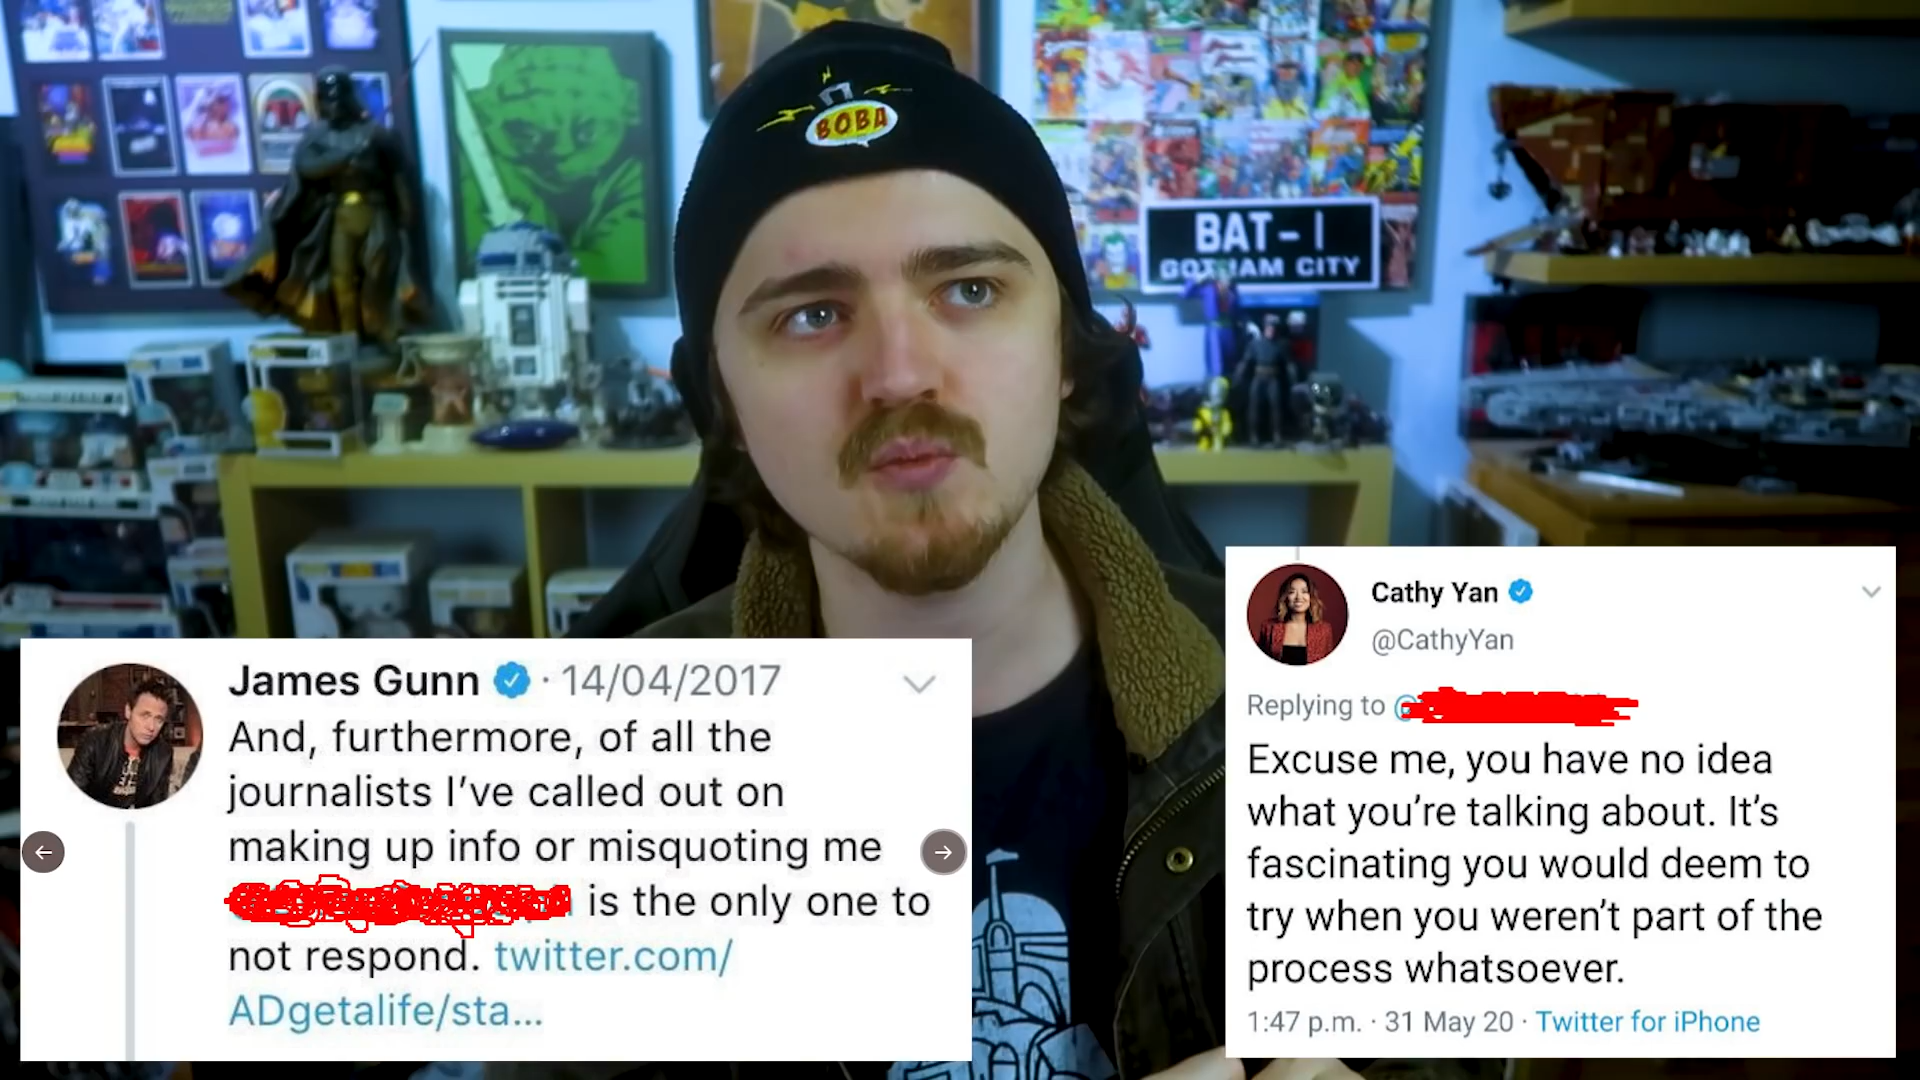 BOBA
BAT-1
GOTHAM CITY
James Gunn · 14/04/2017
And, furthermore, of all the
journalists I've called out on
making up info or misquoting me
is the only one to
not respond. twitter.com/
ADgetalife/sta...
Cathy Yan
@CathyYan
Replying to @
Excuse me, you have no idea
what you're talking about. It's
fascinating you would deem to
try when you weren't part of the
process whatsoever.
1:47 p.m. · 31 May 20 · Twitter for iPhone